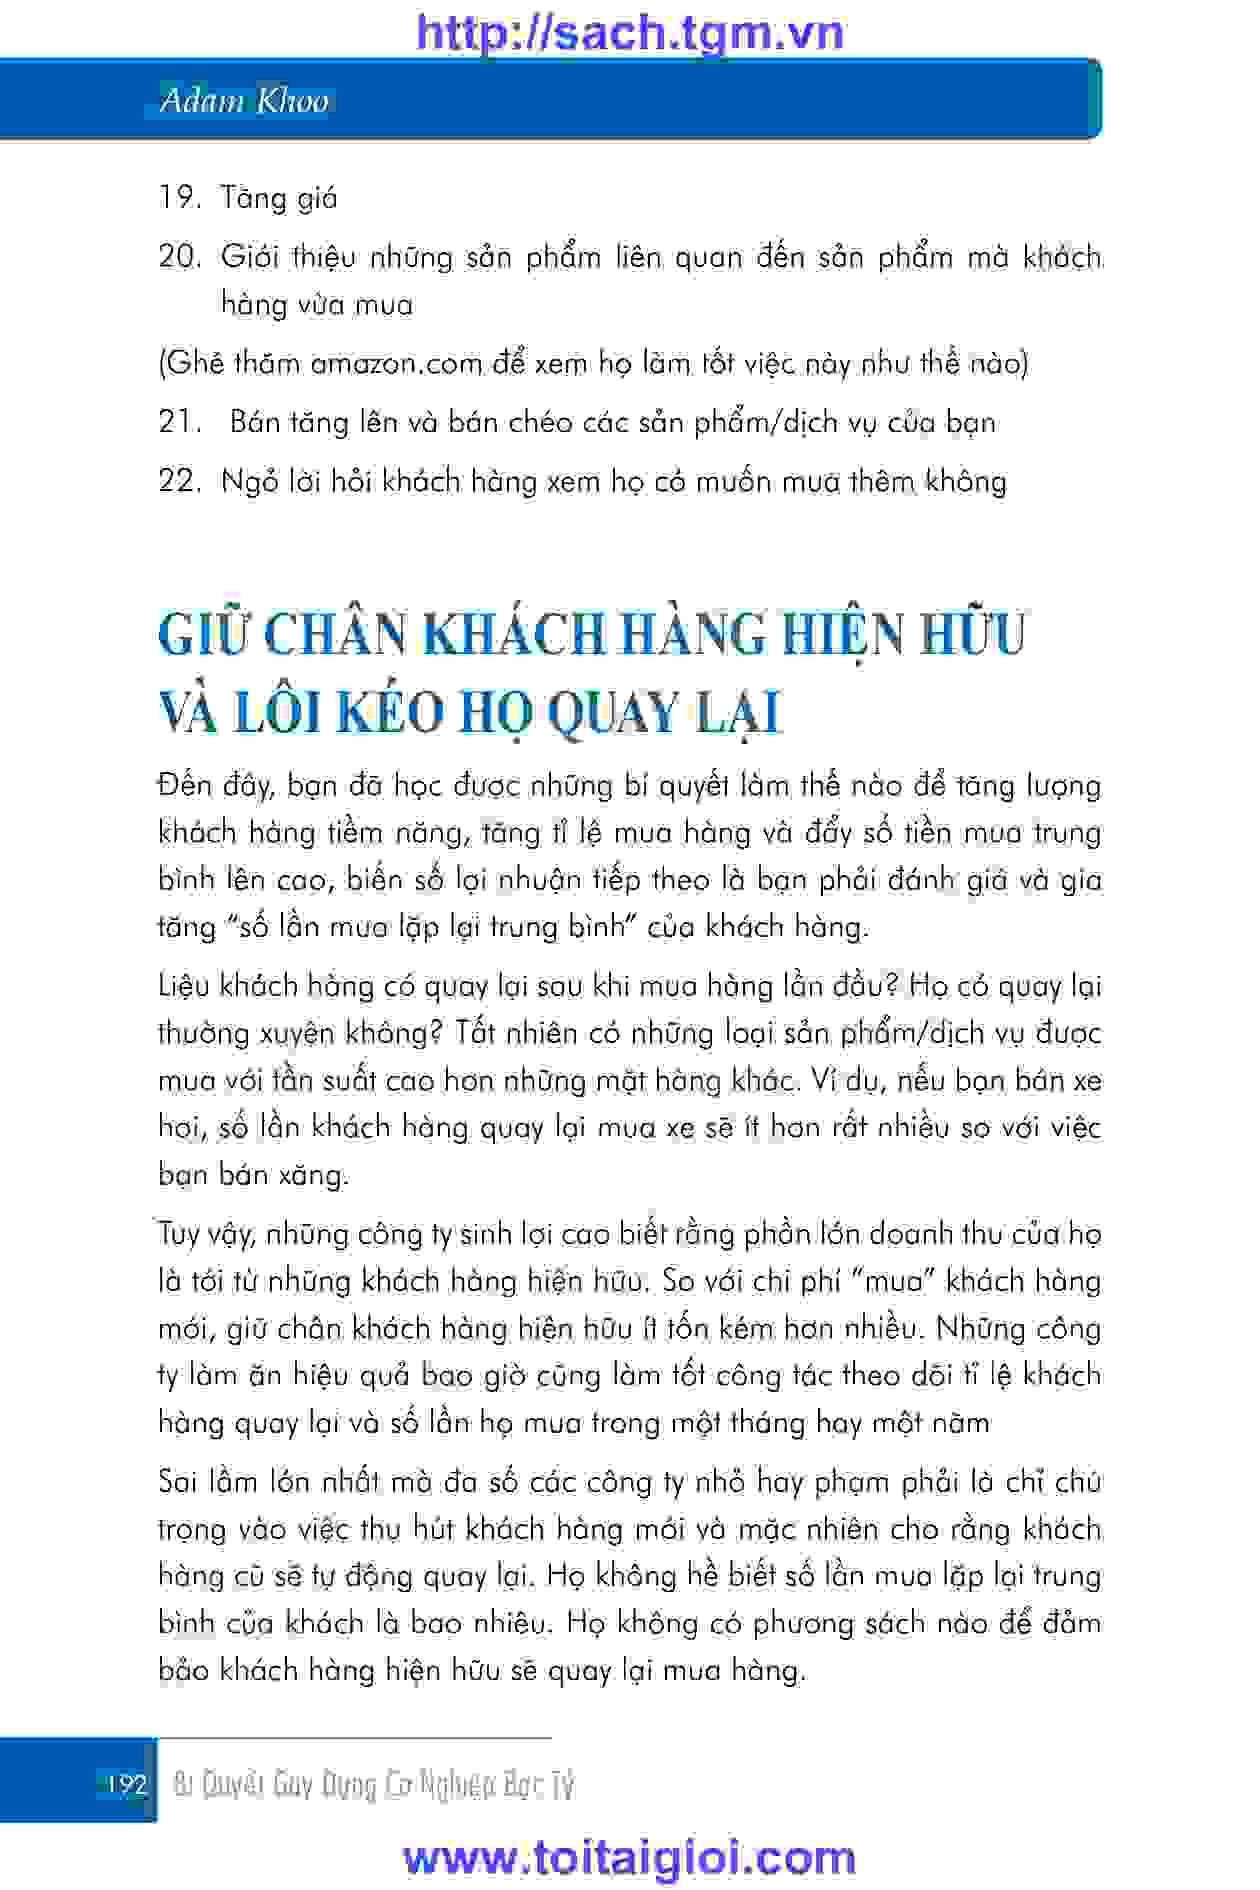 http://sach.tgm.vn
Adam Khoo
19. Tăng giá
20. Giới thiệu những sản phẩm liên quan đến sản phẩm mà khách
hàng vừa mua
(Ghé thăm amazon.com để xem họ làm tốt việc này như thế nào)
21. Bán tăng lên và bán chéo các sản phẩm/dịch vụ của bạn
22. Ngỏ lời hỏi khách hàng xem họ có muốn mua thêm không
GIỮ CHÂN KHÁCH HÀNG HIỆN HỮU
VÀ LÔI KÉO HỌ QUAY LẠI
Đến đây, bạn đã học được những bí quyết làm thế nào để tăng lượng
khách hàng tiềm năng, tăng tỉ lệ mua hàng và đẩy số tiền mua trung
bình lên cao, biến số lợi nhuận tiếp theo là bạn phải đánh giá và gia
tăng “số lần mua lặp lại trung bình” của khách hàng.
Liệu khách hàng có quay lại sau khi mua hàng lần đầu? Họ có quay lại
thường xuyên không? Tất nhiên có những loại sản phẩm/dịch vụ được
mua với tần suất cao hơn những mặt hàng khác. Ví dụ, nếu bạn bán xe
hơi, số lần khách hàng quay lại mua xe sẽ ít hơn rất nhiều so với việc
bạn bán xăng.
Tuy vậy, những công ty sinh lợi cao biết rằng phần lớn doanh thu của họ
là tới từ những khách hàng hiện hữu. So với chi phí “mua” khách hàng
mới, giữ chân khách hàng hiện hữu ít tốn kém hơn nhiều. Những công
ty làm ăn hiệu quả bao giờ cũng làm tốt công tác theo dõi tỉ lệ khách
hàng quay lại và số lần họ mua trong một tháng hay một năm
Sai lầm lớn nhất mà đa số các công ty nhỏ hay phạm phải là chỉ chú
trọng vào việc thu hút khách hàng mới và mặc nhiên cho rằng khách
hàng cũ sẽ tự động quay lại. Họ không hề biết số lần mua lặp lại trung
bình của khách là bao nhiêu. Họ không có phương sách nào để đảm
bảo khách hàng hiện hữu sẽ quay lại mua hàng.
192 Bí Quyết Gây Dựng Cơ Nghiệp Bạc Tỷ
www.toitaigioi.com